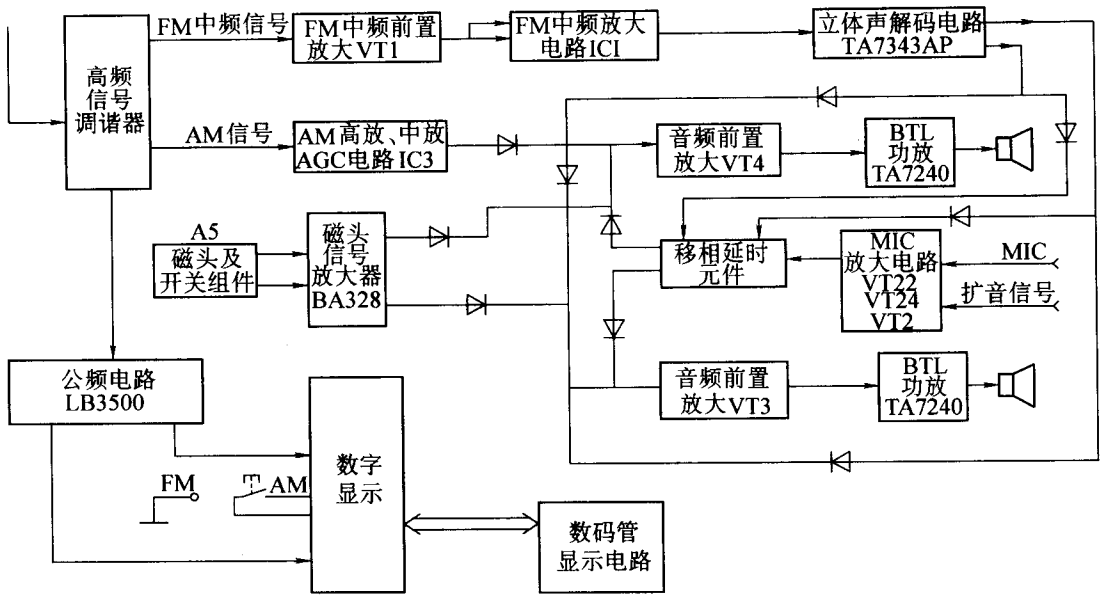 FM中频信号
FM中频前置
放大VT1
FM中频放大
电路ICI
立体声解码电路
TA7343AP
高频
信号
调谐器
AM信号
AM高放、中放
AGC电路IC3
音频前置
放大VT4
BTL
功放
TA7240
A5
磁头及
开关组件
磁头
信号
放大器
BA328
移相延时
元件
MIC
放大电路
VT22
VT24
VT2
MIC
扩音信号
公频电路
LB3500
音频前置
放大VT3
BTL
功放
TA7240
数字
显示
FM
AM
数码管
显示电路